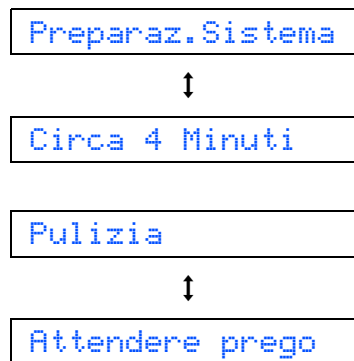 Preparaz.Sistema
Circa 4 Minuti
Pulizia
Attendere prego